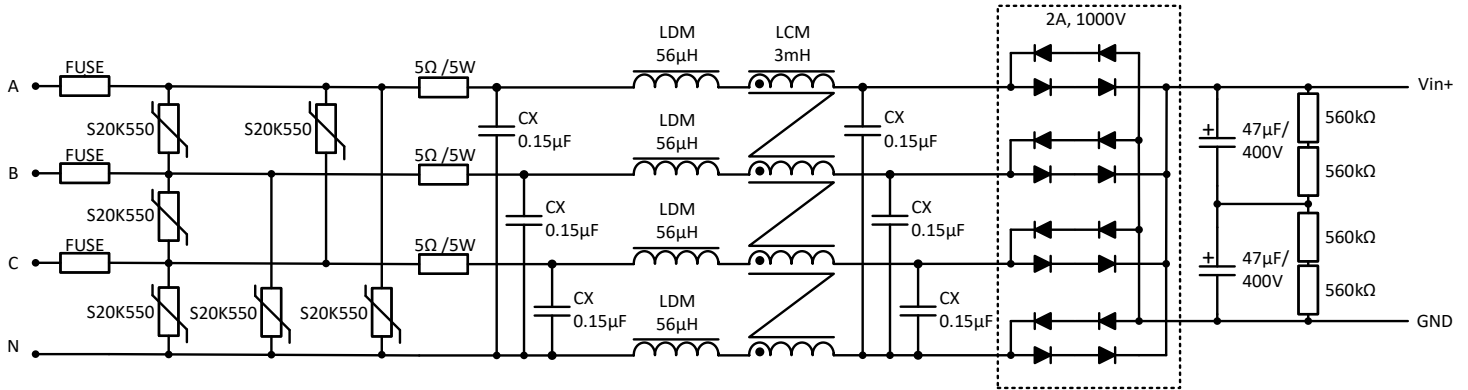 2A, 1000V
LDM
56µH
LCM
3mH
FUSE
5Ω /5W
A
Vin+
S20K550
S20K550
CX
0.15µF
CX
0.15µF
47µF/
400V
560kΩ
560kΩ
FUSE
5Ω /5W
LDM
56µH
B
S20K550
CX
0.15µF
CX
0.15µF
LDM
56µH
FUSE
5Ω /5W
C
47µF/
400V
560kΩ
560kΩ
S20K550
S20K550
S20K550
CX
0.15µF
LDM
56µH
CX
0.15µF
N
GND